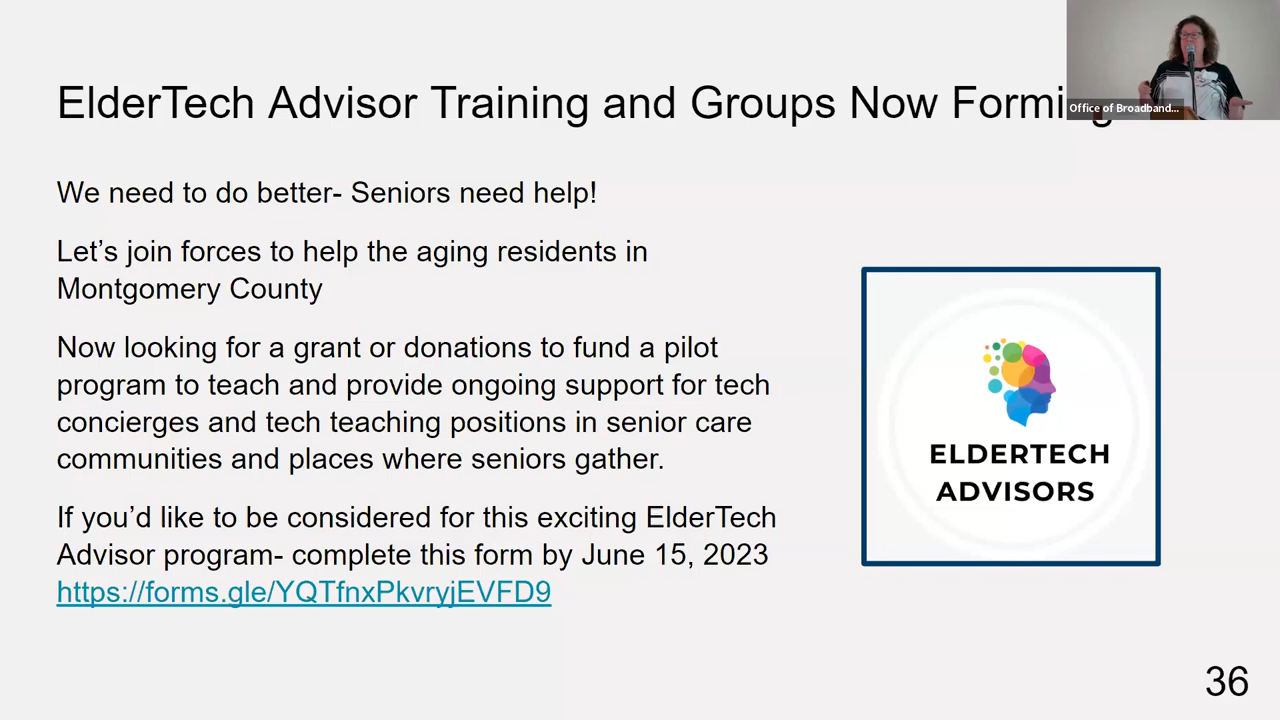 ElderTech Advisor Training and Groups Now Forming
Office of Broadband...
We need to do better- Seniors need help!
Let’s join forces to help the aging residents in
Montgomery County
Now looking for a grant or donations to fund a pilot
program to teach and provide ongoing support for tech
concierges and tech teaching positions in senior care
communities and places where seniors gather.
If you’d like to be considered for this exciting ElderTech
Advisor program- complete this form by June 15, 2023
https://forms.gle/YQTfnxPkvryjEVFD9
ELDERTECH
ADVISORS
36